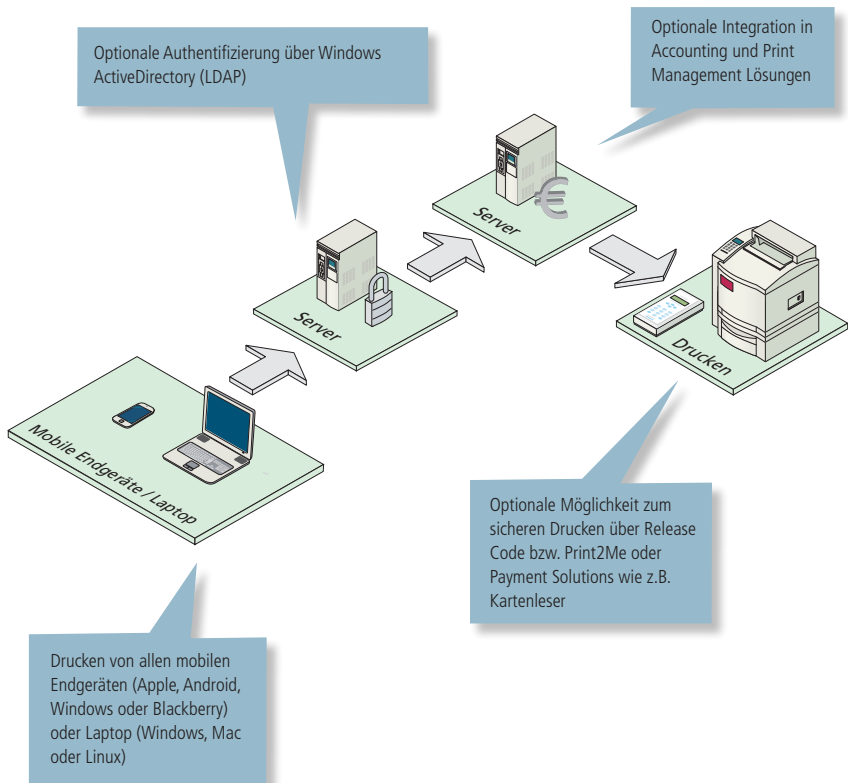 Optionale Authentifizierung über Windows
ActiveDirectory (LDAP)
Optionale Integration in
Accounting und Print
Management Lösungen
Server
€
Server
Drucken
Mobile Endgeräte / Laptop
Optionale Möglichkeit zum
sicheren Drucken über Release
Code bzw. Print2Me oder
Payment Solutions wie z.B.
Kartenleser
Drucken von allen mobilen
Endgeräten (Apple, Android,
Windows oder Blackberry)
oder Laptop (Windows, Mac
oder Linux)